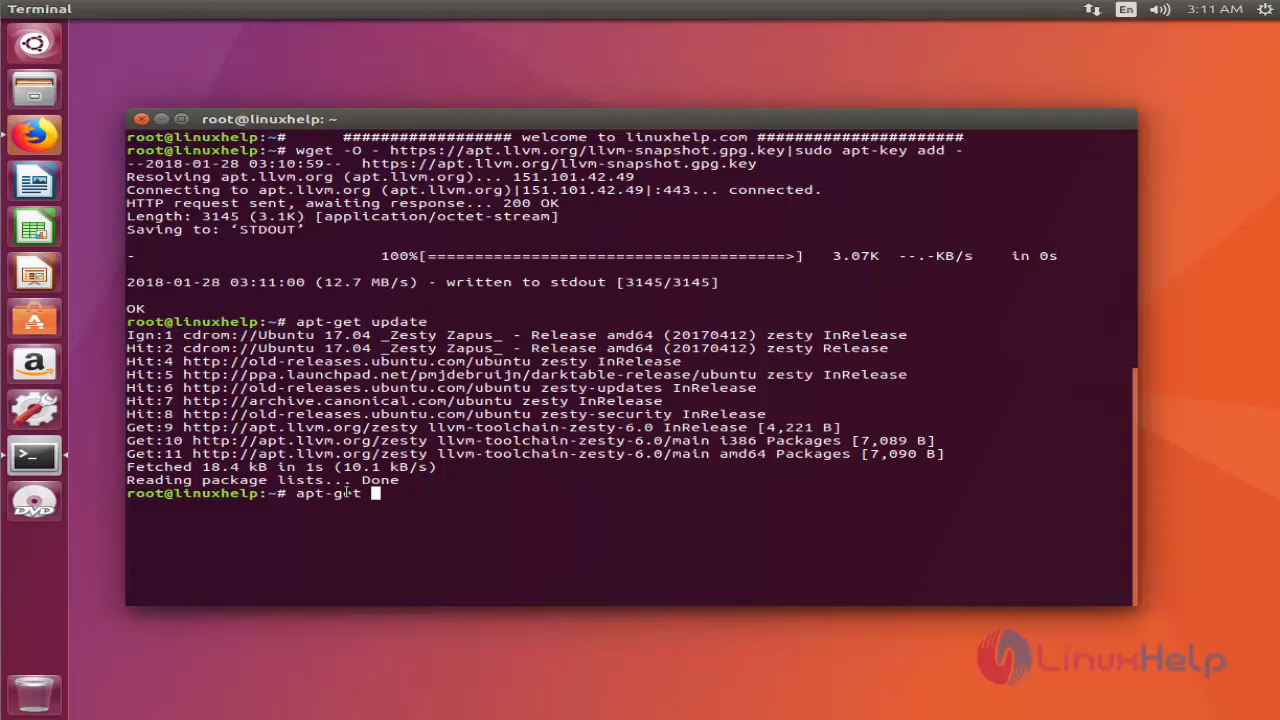 Terminal
En
3:11 AM
root@linuxhelp: ~
root@linuxhelp:~#      ################## welcome to linuxhelp.com ######################
root@linuxhelp:~# wget -O - https://apt.llvm.org/llvm-snapshot.gpg.key|sudo apt-key add -
--2018-01-28 03:10:59--  https://apt.llvm.org/llvm-snapshot.gpg.key
Resolving apt.llvm.org (apt.llvm.org)... 151.101.42.49
Connecting to apt.llvm.org (apt.llvm.org)|151.101.42.49|:443... connected.
HTTP request sent, awaiting response... 200 OK
Length: 3145 (3.1K) [application/octet-stream]
Saving to: ‘STDOUT’
-                          100%[======================================>]   3.07K  --.-KB/s    in 0s
2018-01-28 03:11:00 (12.7 MB/s) - written to stdout [3145/3145]
OK
root@linuxhelp:~# apt-get update
Ign:1 cdrom://Ubuntu 17.04 _Zesty Zapus_ - Release amd64 (20170412) zesty InRelease
Hit:2 cdrom://Ubuntu 17.04 _Zesty Zapus_ - Release amd64 (20170412) zesty Release
Hit:4 http://old-releases.ubuntu.com/ubuntu zesty InRelease
Hit:5 http://ppa.launchpad.net/pmjdebruijn/darktable-release/ubuntu zesty InRelease
Hit:6 http://old-releases.ubuntu.com/ubuntu zesty-updates InRelease
Hit:7 http://archive.canonical.com/ubuntu zesty InRelease
Hit:8 http://old-releases.ubuntu.com/ubuntu zesty-security InRelease
Get:9 http://apt.llvm.org/zesty llvm-toolchain-zesty-6.0 InRelease [4,221 B]
Get:10 http://apt.llvm.org/zesty llvm-toolchain-zesty-6.0/main i386 Packages [7,089 B]
Get:11 http://apt.llvm.org/zesty llvm-toolchain-zesty-6.0/main amd64 Packages [7,090 B]
Fetched 18.4 kB in 1s (10.1 kB/s)
Reading package lists... Done
root@linuxhelp:~# apt-get
LinuxHelp